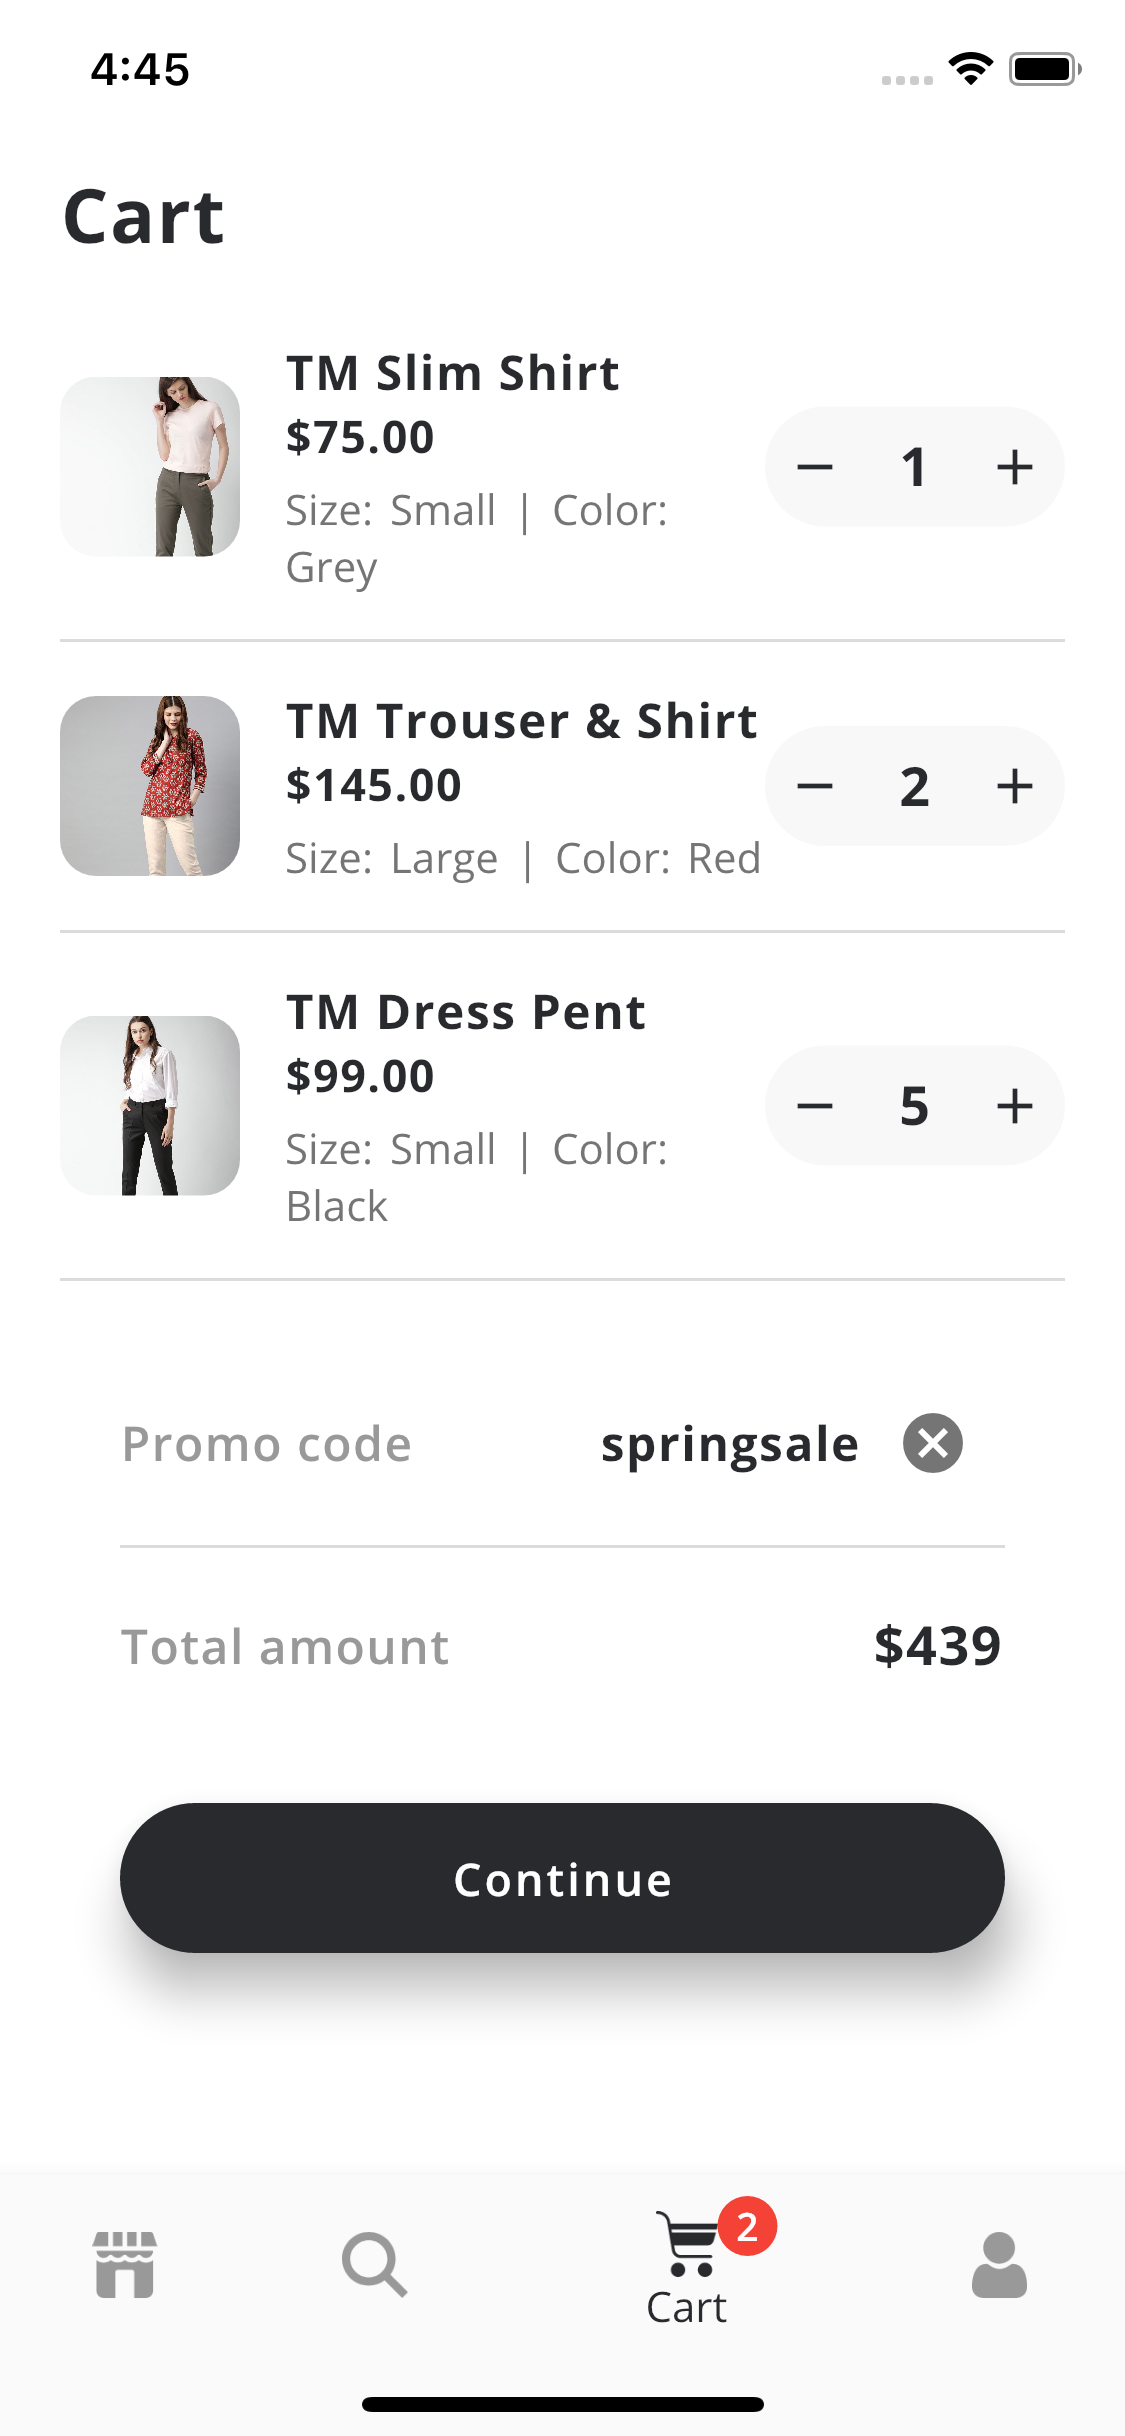 4:45
Cart
TM Slim Shirt
$75.00
Size: Small | Color:
Grey
1
TM Trouser & Shirt
$145.00
Size: Large | Color: Red
2
TM Dress Pent
$99.00
Size: Small | Color:
Black
5
Promo code springsale
Total amount $439
Continue
2
Cart